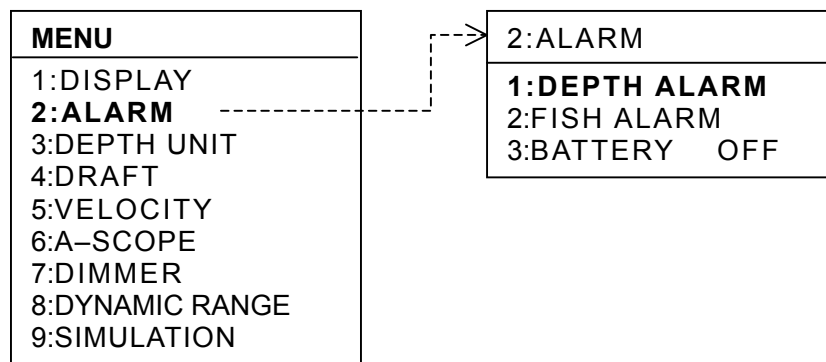 MENU
1:DISPLAY
2:ALARM
3:DEPTH UNIT
4:DRAFT
5:VELOCITY
6:A–SCOPE
7:DIMMER
8:DYNAMIC RANGE
9:SIMULATION
2:ALARM
1:DEPTH ALARM
2:FISH ALARM
3:BATTERY OFF